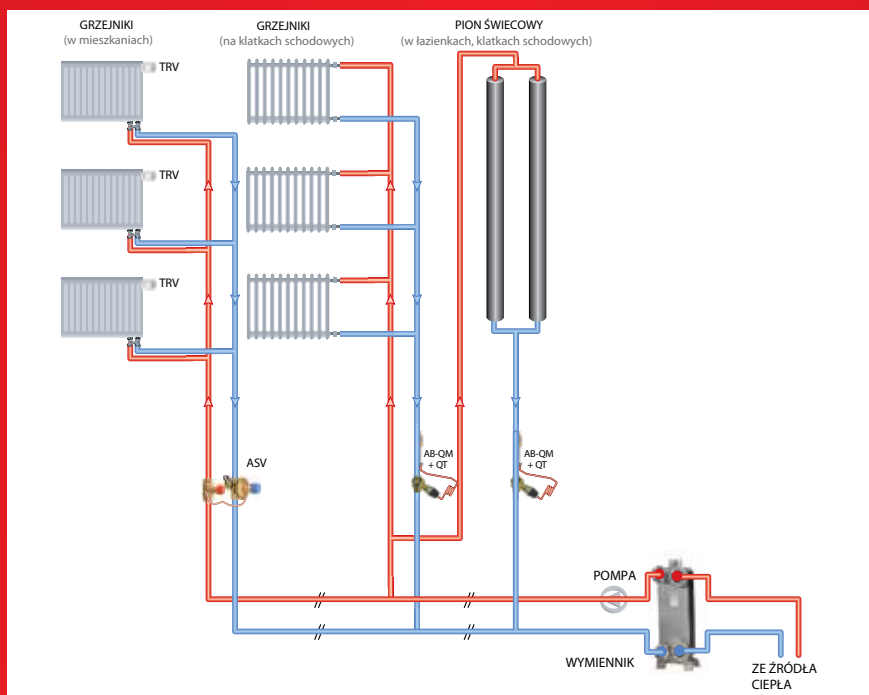 GRZEJNIKI
(w mieszkaniach)
GRZEJNIKI
(na klatkach schodowych)
PION ŚWIECOWY
(w łazienkach, klatkach schodowych)
TRV
TRV
TRV
ASV
AB-QM
+ QT
AB-QM
+ QT
POMPA
WYMIENNIK
ZE ŹRÓDŁA
CIEPŁA